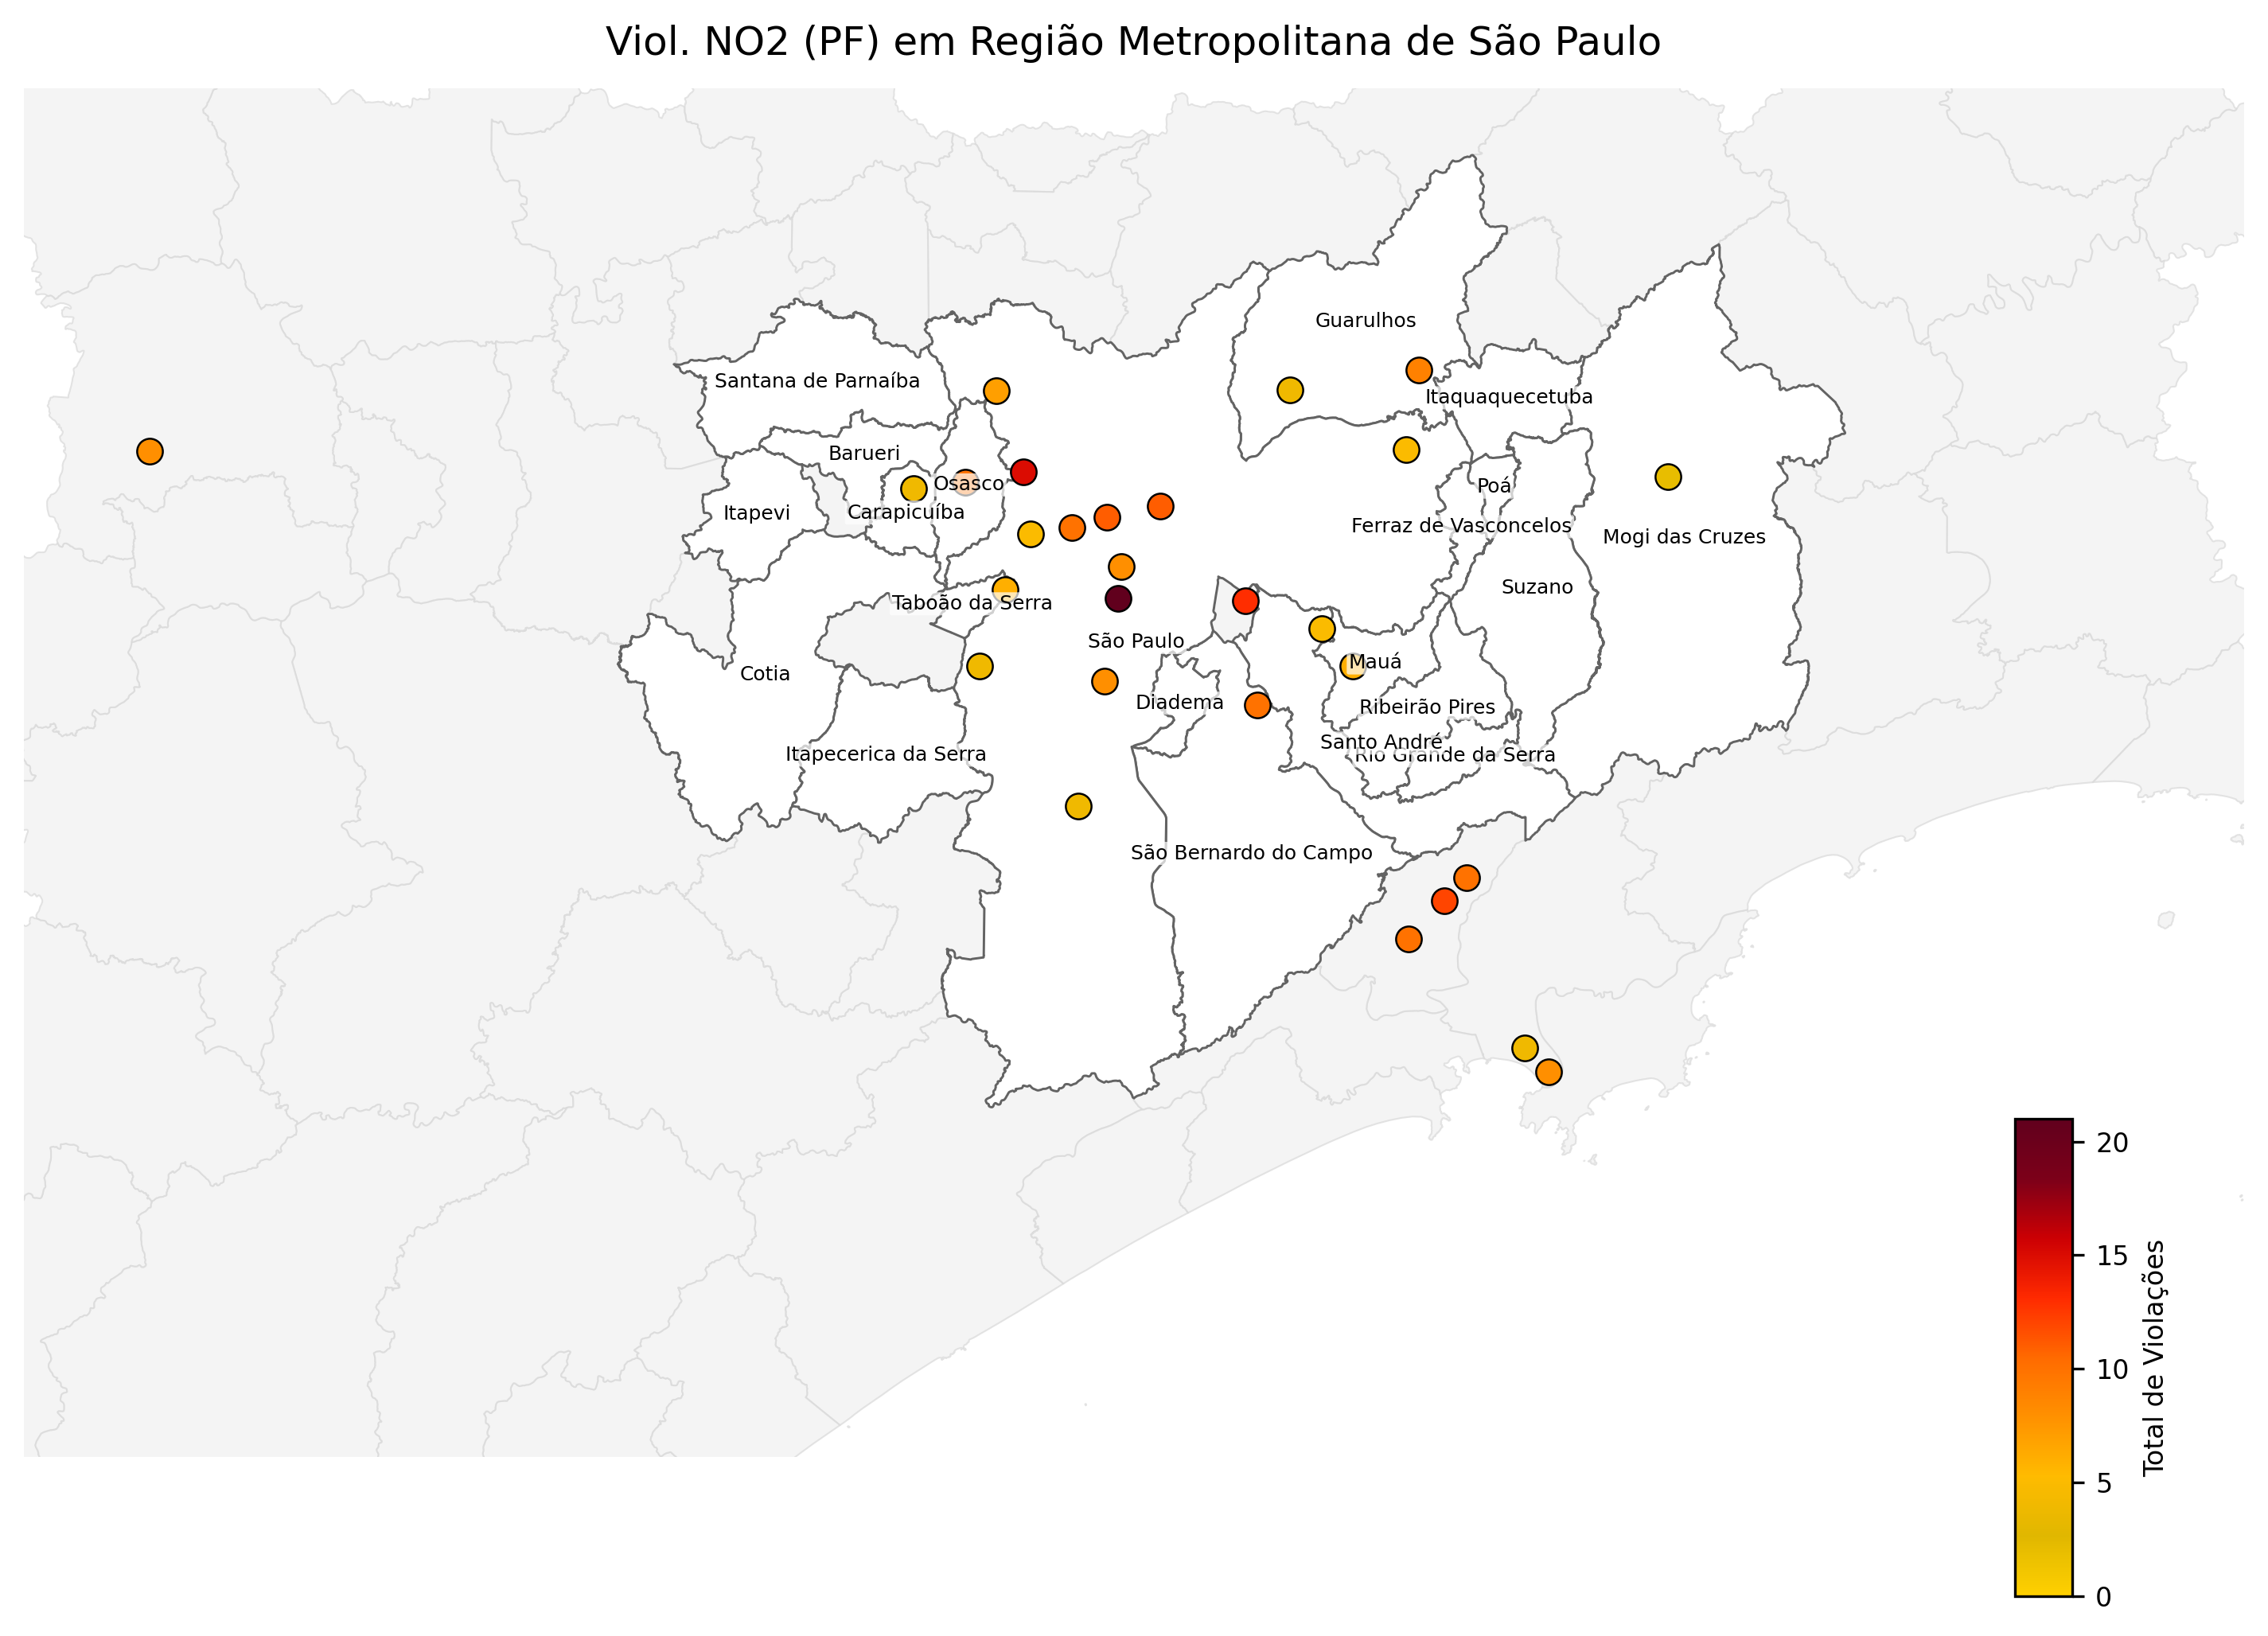 Viol. NO2 (PF) em Região Metropolitana de São Paulo
Guarulhos
Santana de Parnaíba
Itaquaquecetuba
Barueri
Osasco
Poá
Itapevi
Carapicuíba
Ferraz de Vasconcelos
Mogi das Cruzes
Suzano
Taboão da Serra
São Paulo
Mauá
Cotia
Diadema
Ribeirão Pires
Santo André
Itapecerica da Serra
Rio Grande da Serra
São Bernardo do Campo
20
15
10
5
0
Total de Violações